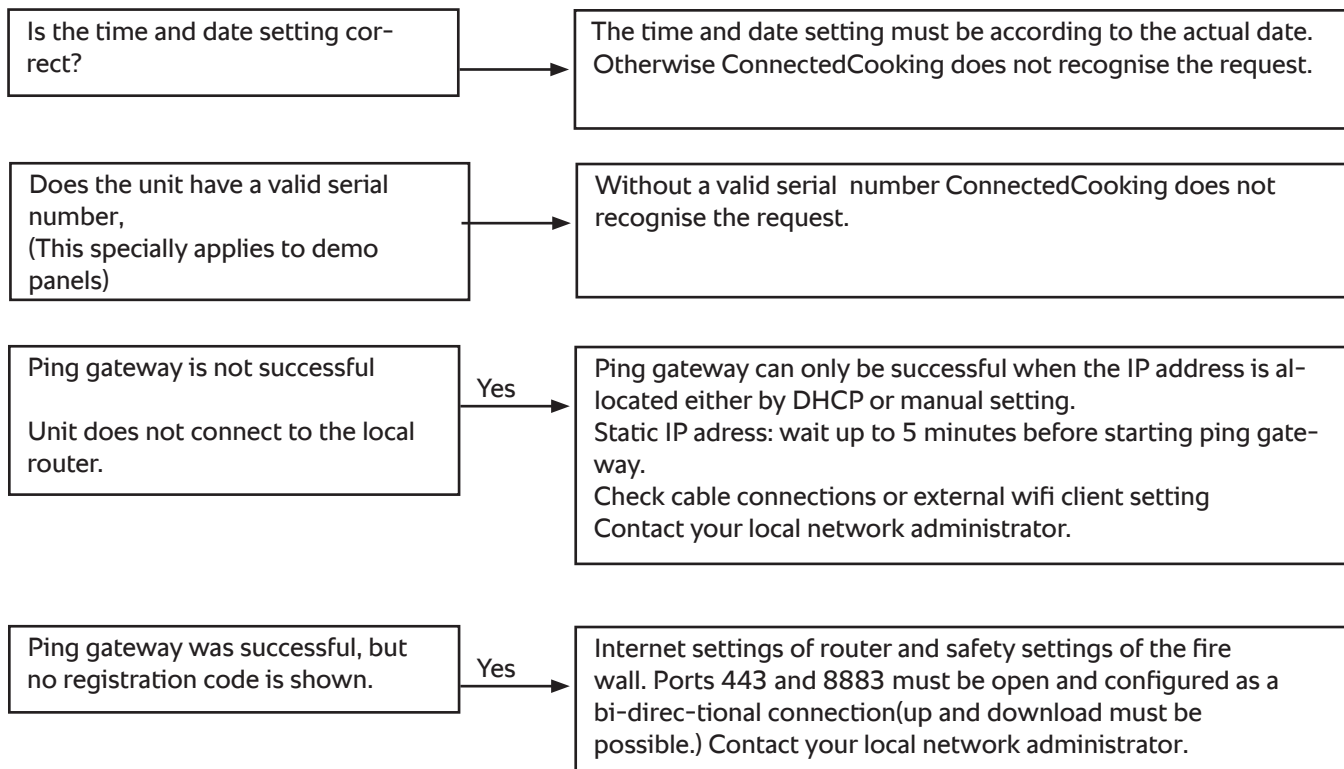 Is the time and date setting cor-
rect?
The time and date setting must be according to the actual date.
Otherwise ConnectedCooking does not recognise the request.
Does the unit have a valid serial
number,
(This specially applies to demo
panels)
Without a valid serial  number ConnectedCooking does not
recognise the request.
Ping gateway is not successful
Unit does not connect to the local
router.
Yes
Ping gateway can only be successful when the IP address is al-
located either by DHCP or manual setting.
Static IP adress: wait up to 5 minutes before starting ping gate-
way.
Check cable connections or external wifi client setting
Contact your local network administrator.
Ping gateway was successful, but
no registration code is shown.
Yes
Internet settings of router and safety settings of the fire
wall. Ports 443 and 8883 must be open and configured as a
bi-direc-tional connection(up and download must be
possible.) Contact your local network administrator.